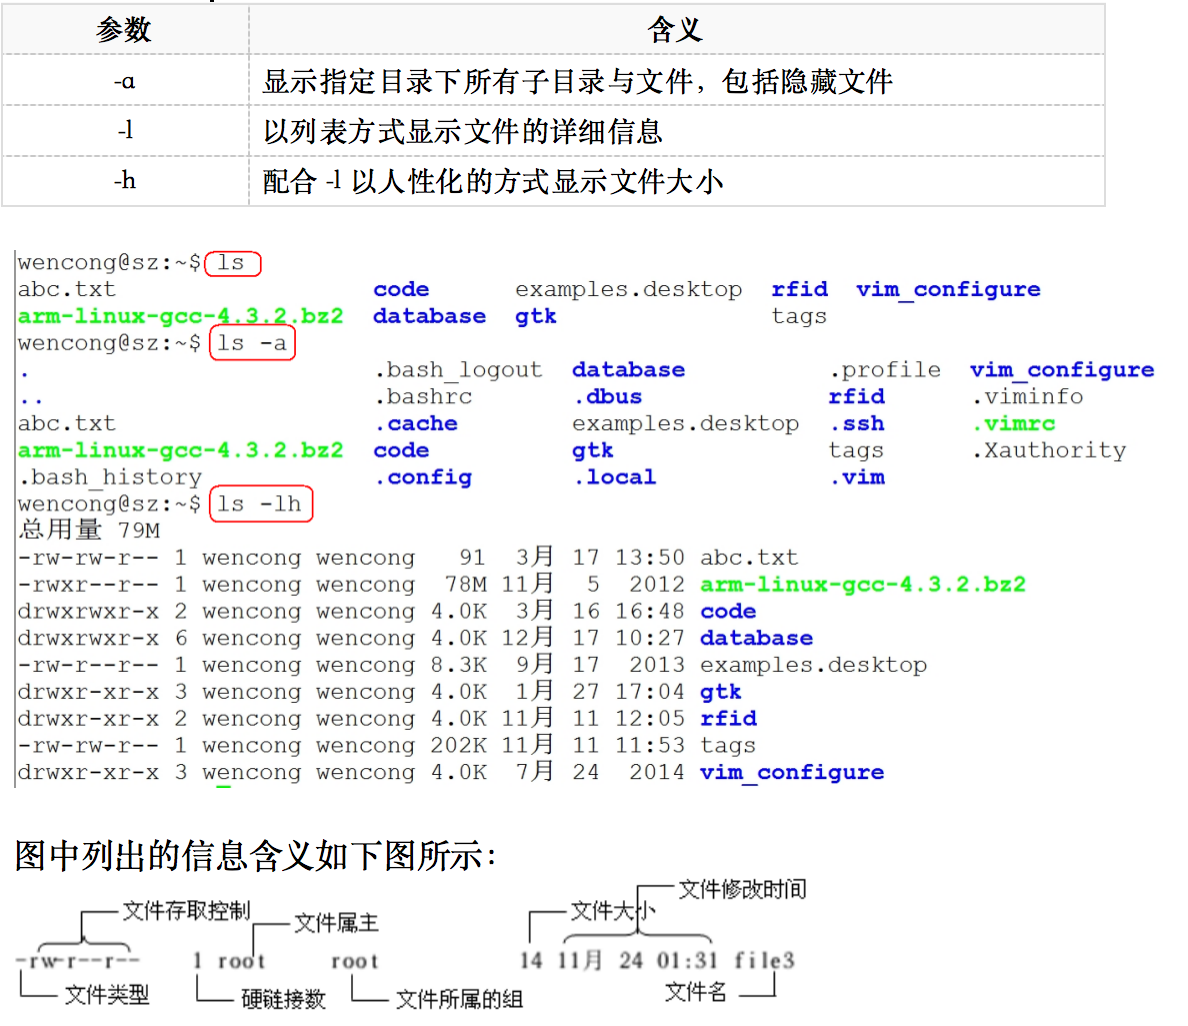 参数 含义
-a 显示指定目录下所有子目录与文件，包括隐藏文件
-l 以列表方式显示文件的详细信息
-h 配合 -l 以人性化的方式显示文件大小
wencong@sz:~$ ls
abc.txt code examples.desktop rfid vim_configure
arm-linux-gcc-4.3.2.bz2 database gtk tags
wencong@sz:~$ ls -a
. .bash_logout database .profile vim_configure
.. .bashrc .dbus rfid .viminfo
abc.txt .cache examples.desktop .ssh .vimrc
arm-linux-gcc-4.3.2.bz2 code gtk tags .Xauthority
.bash_history .config .local .vim
wencong@sz:~$ ls -lh
总用量 79M
-rw-rw-r-- 1 wencong wencong 91 3月 17 13:50 abc.txt
-rwxr--r-- 1 wencong wencong 78M 11月 5 2012 arm-linux-gcc-4.3.2.bz2
drwxrwxr-x 2 wencong wencong 4.0K 3月 16 16:48 code
drwxrwxr-x 6 wencong wencong 4.0K 12月 17 10:27 database
-rw-r--r-- 1 wencong wencong 8.3K 9月 17 2013 examples.desktop
drwxr-xr-x 3 wencong wencong 4.0K 1月 27 17:04 gtk
drwxr-xr-x 2 wencong wencong 4.0K 11月 11 12:05 rfid
-rw-rw-r-- 1 wencong wencong 202K 11月 11 11:53 tags
drwxr-xr-x 3 wencong wencong 4.0K 7月 24 2014 vim_configure
图中列出的信息含义如下图所示：
文件修改时间
文件存取控制 文件属主 文件大小
-rw-r--r-- 1 root root 14 11月 24 01:31 file3
文件类型 硬链接数 文件所属的组 文件名